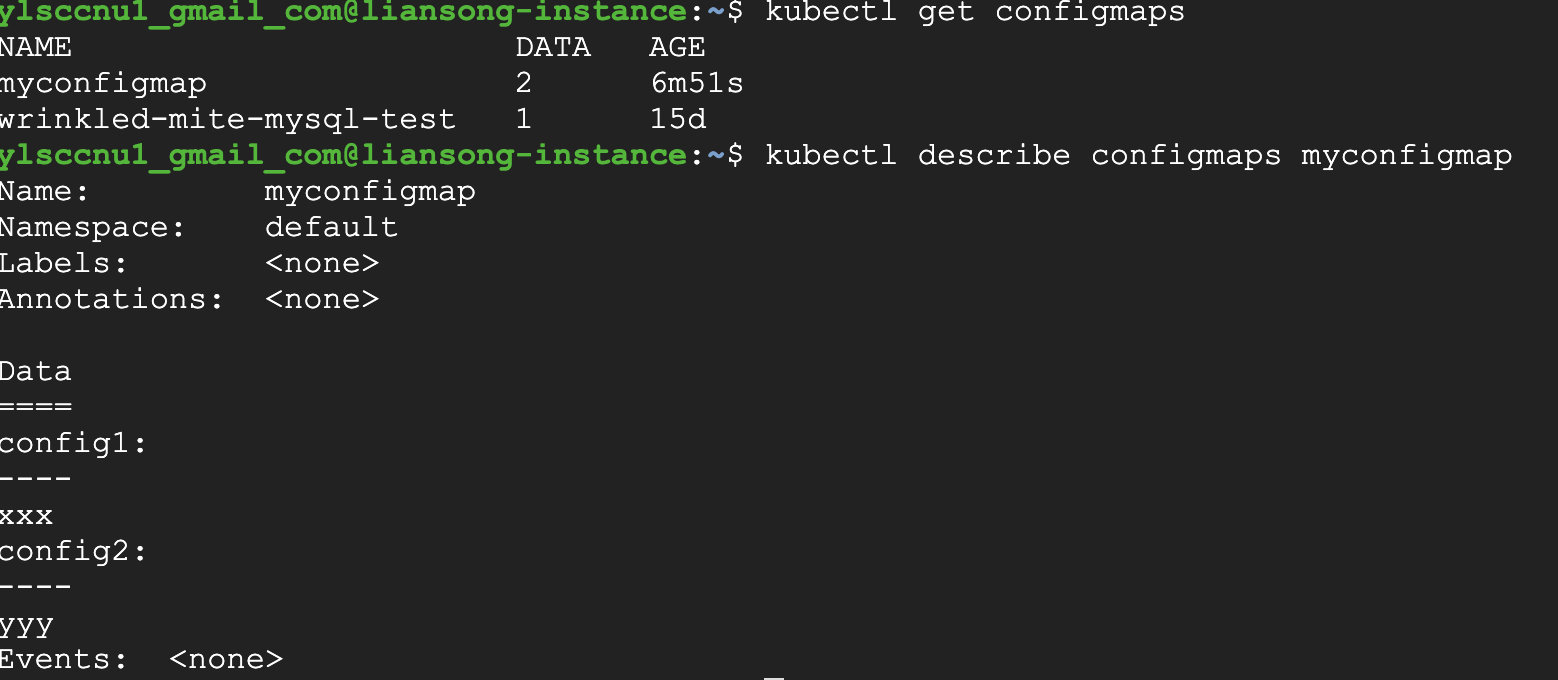 ylsccnu1_gmail_com@liansong-instance:~$ kubectl get configmaps
NAME                       DATA   AGE
myconfigmap                2      6m51s
wrinkled-mite-mysql-test   1      15d
ylsccnu1_gmail_com@liansong-instance:~$ kubectl describe configmaps myconfigmap
Name:         myconfigmap
Namespace:    default
Labels:       <none>
Annotations:  <none>

Data
====
config1:
----
xxx
config2:
----
yyy
Events:  <none>